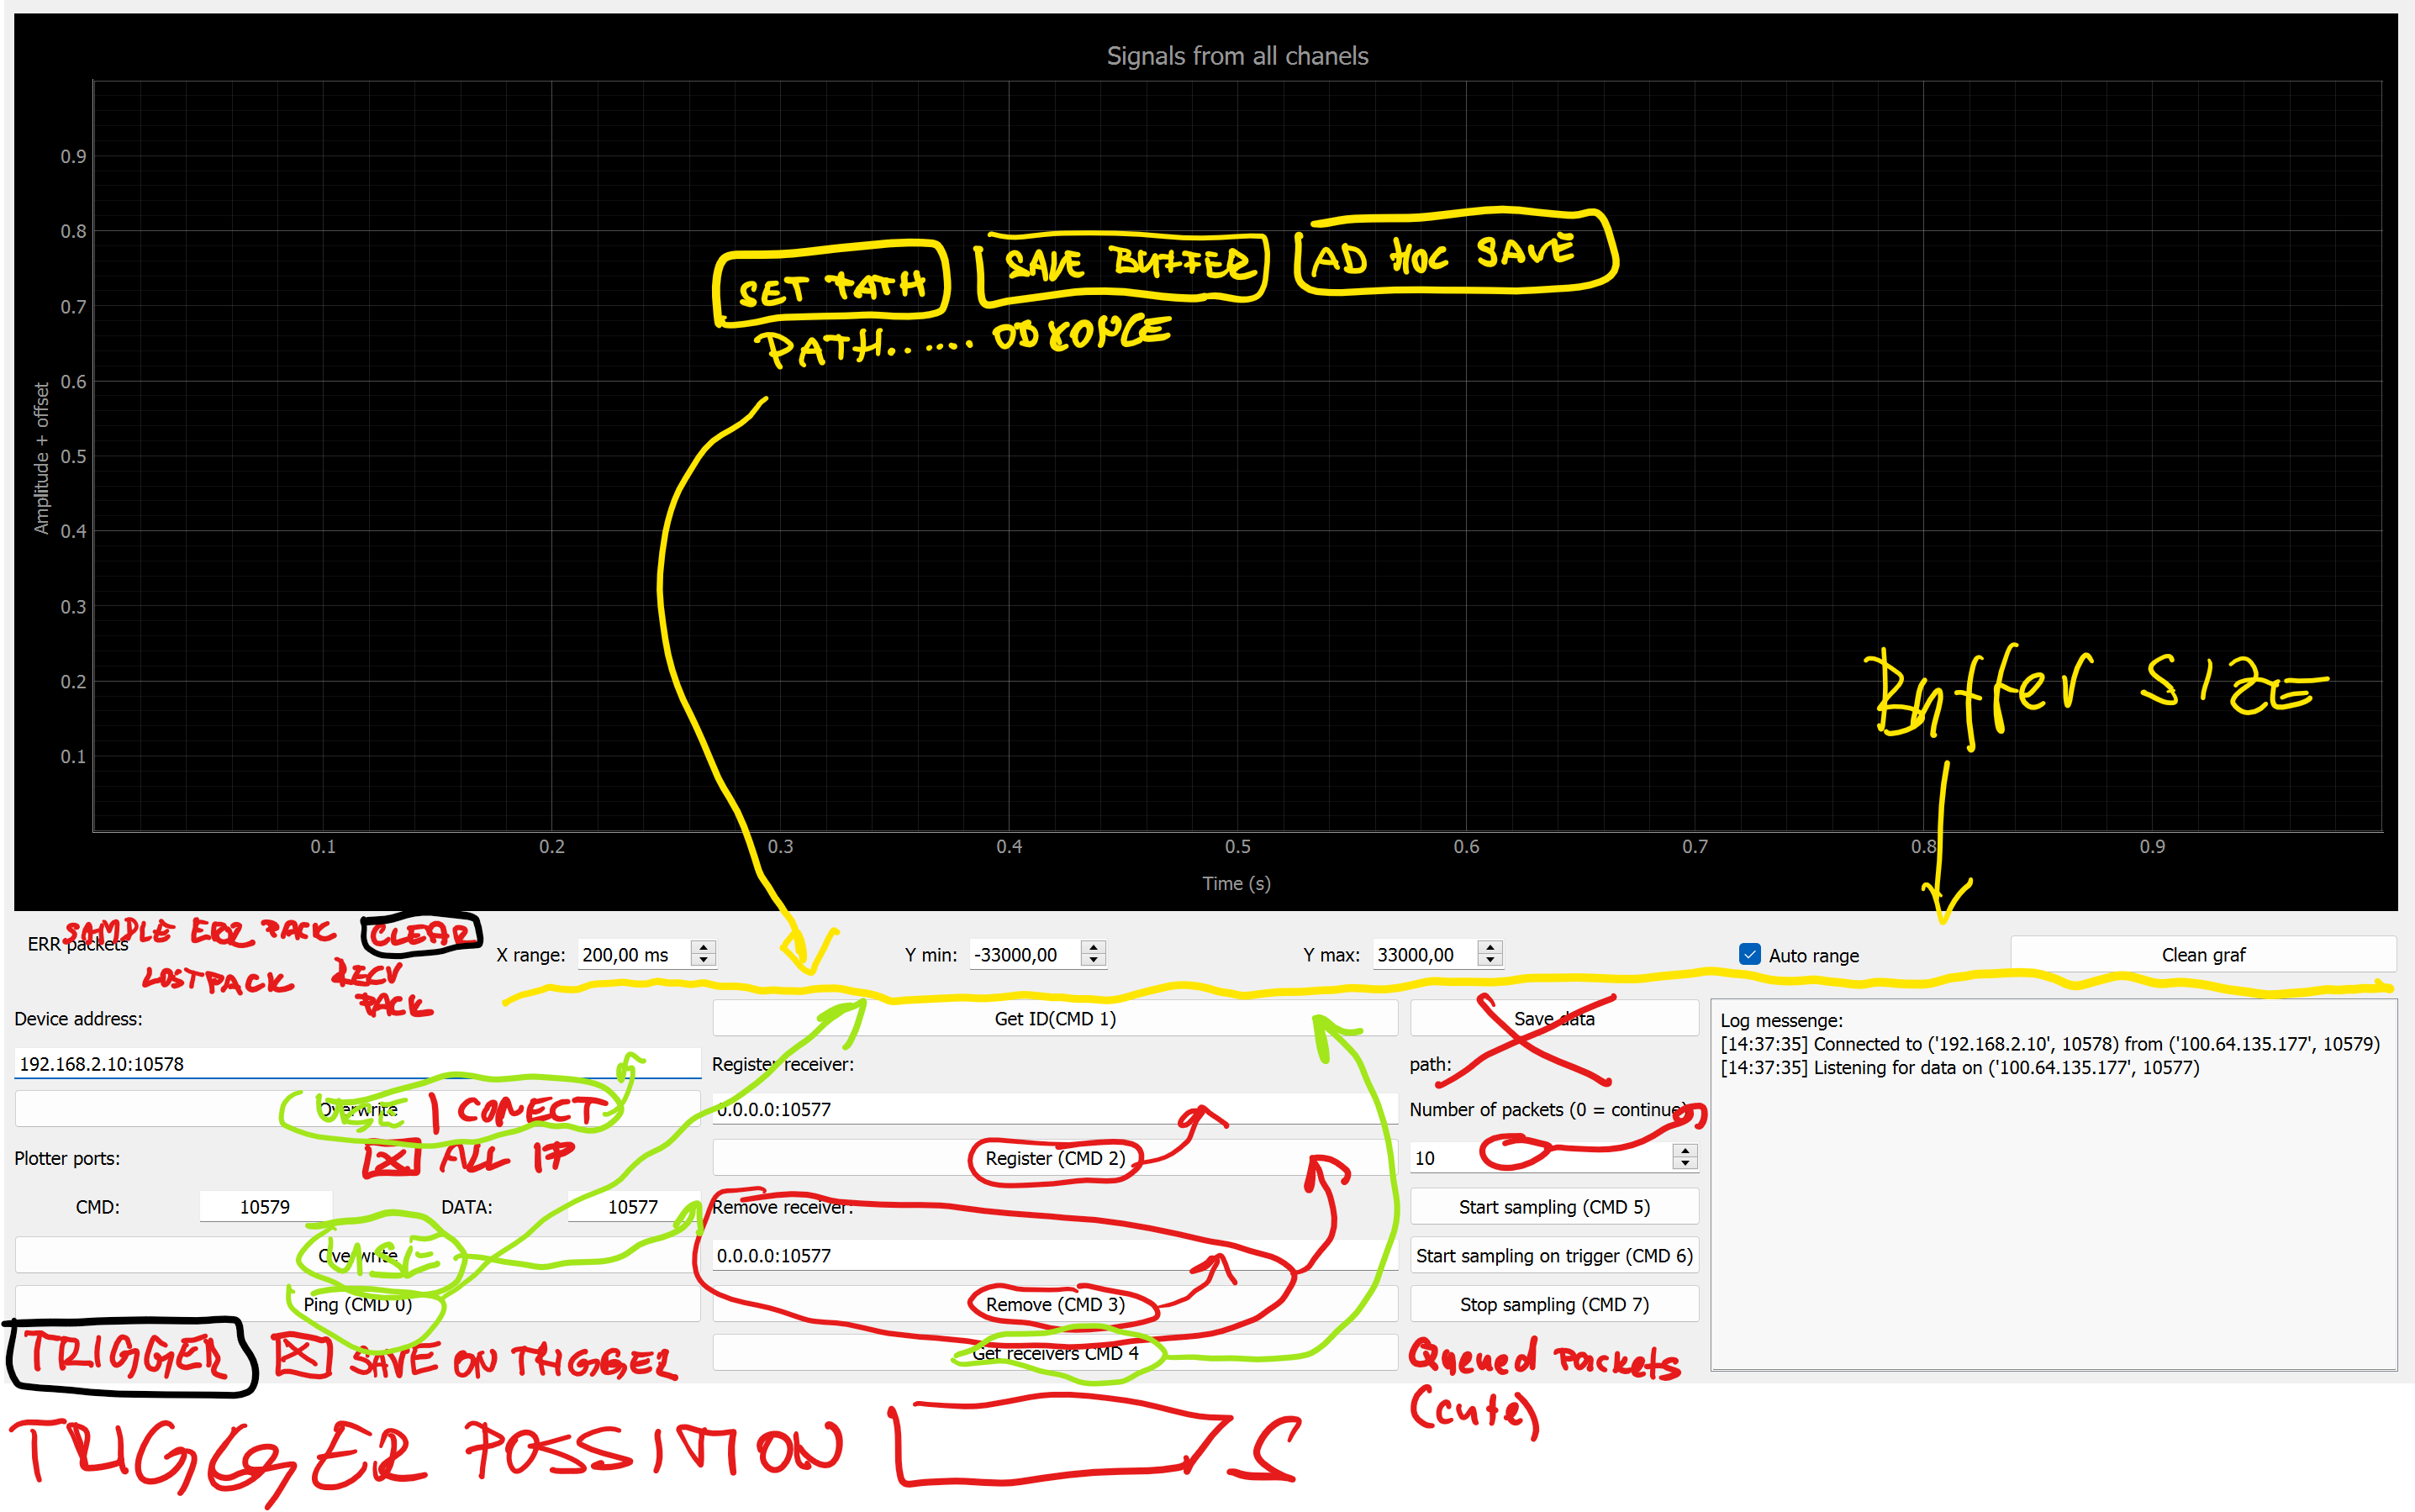 Signals from all chanels
0.9
0.8
0.7
0.6
0.5
0.4
0.3
0.2
0.1
Amplitude + offset
0.1 0.2 0.3 0.4 0.5 0.6 0.7 0.8 0.9
Time (s)
SET PATH
SAVE BUFFER
AD HOC SAVE
PATH.......
Buffer SIZE
ERR packets
SAMPLE ERR PACK CLEAR
LOST PACK RECV
PACK
X range: 200,00 ms
Y min: -33000,00
Y max: 33000,00
Auto range
Clean graf
Device address:
192.168.2.10:10578
Overwrite
USE | CONECT
ALL IP
Plotter ports:
CMD: 10579 DATA: 10577
Overwrite
USE
Ping (CMD 0)
TRIGGER SAVE ON TRIGGER
TRIGGER POSSITION S
Get ID(CMD 1)
Register receiver:
0.0.0.0:10577
Register (CMD 2)
Remove receiver:
0.0.0.0:10577
Remove (CMD 3)
Get receivers CMD 4
Save data
path:
Number of packets (0 = continue)
10
Start sampling (CMD 5)
Start sampling on trigger (CMD 6)
Stop sampling (CMD 7)
Queued Packets
(cute)
Log messenge:
[14:37:35] Connected to ('192.168.2.10', 10578) from ('100.64.135.177', 10579)
[14:37:35] Listening for data on ('100.64.135.177', 10577)